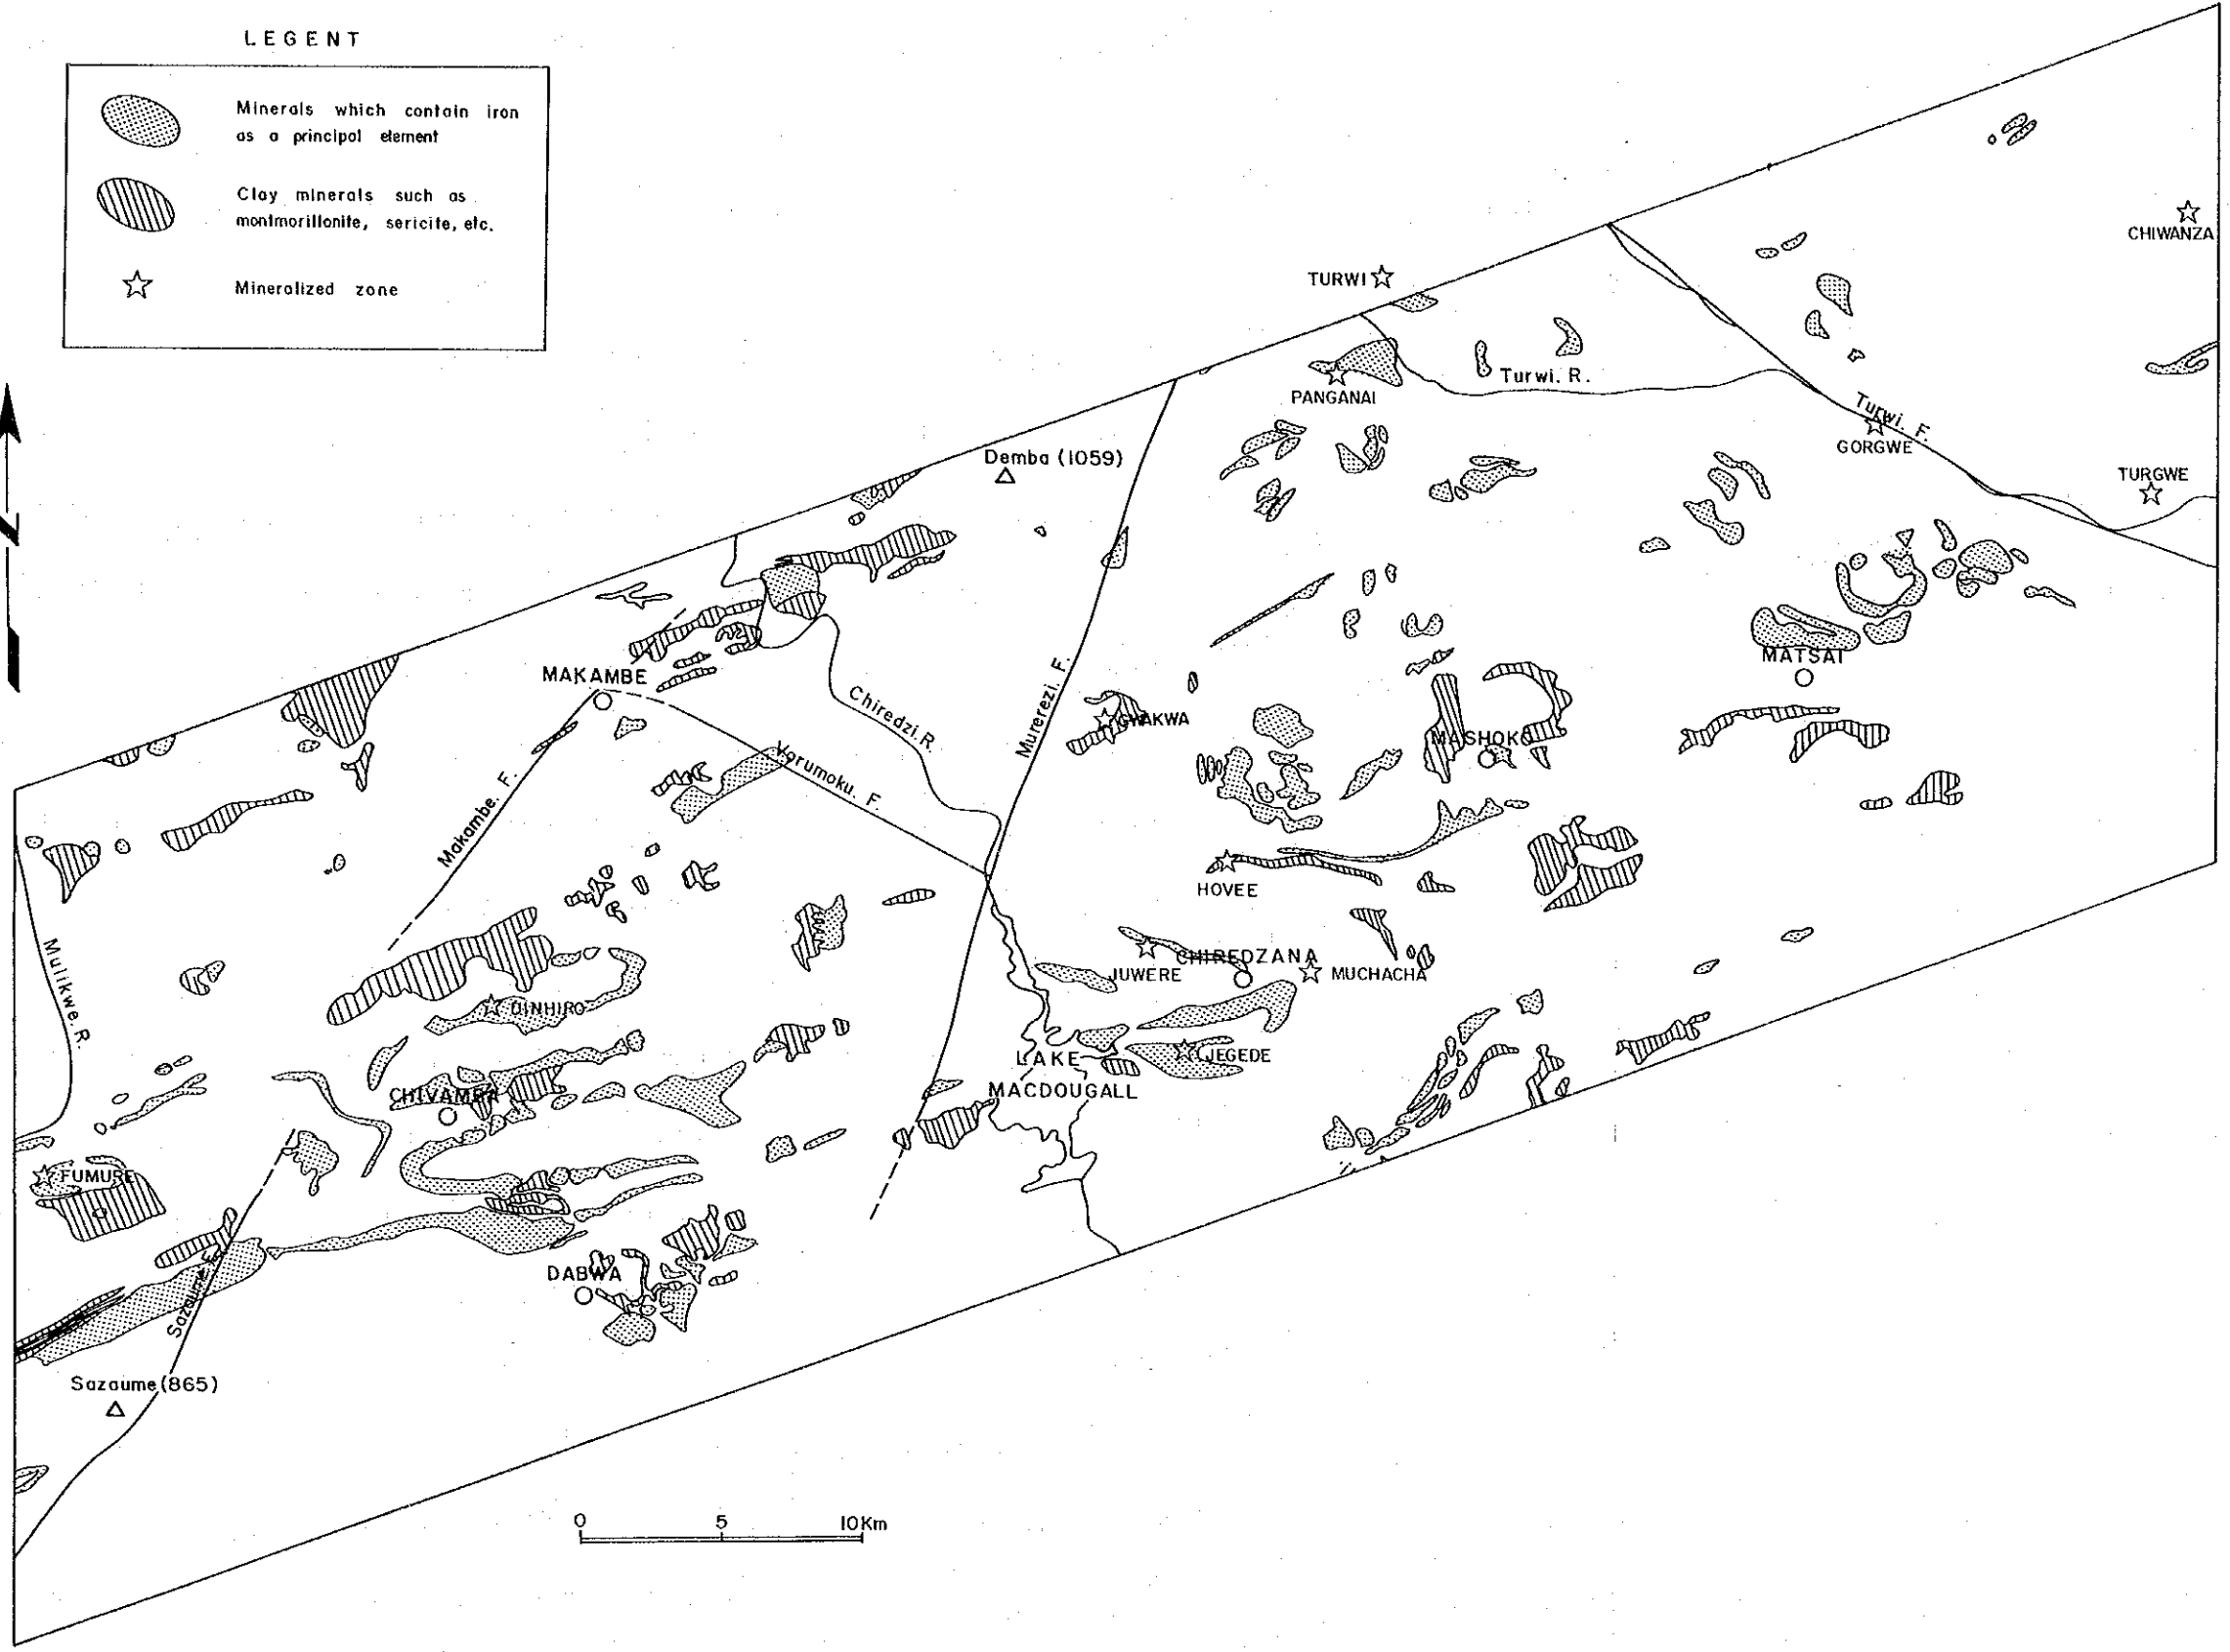 LEGENT
Minerals which contain iron
as a principal element
Clay minerals such as
montmorillonite, sericite, etc.
Mineralized zone
CHIWANZA
TURWI
Turwi. R.
PANGANAI
Turwi. F.
GORGWE
TURGWE
Demba (1059)
MATSAI
MAKAMBE
Chiredzi. R.
Murerezi. F.
GWAKWA
MASHOKO
Vorumoku. F.
Makambe. F.
HOVEE
Mulikwe. R.
CHIREDZANA
JUWERE
MUCHACHA
DINHIRO
LAKE
MACDOUGALL
JEGEDE
CHIVAMBA
FUMURE
DABWA
Sazaume F.
Sazaume (865)
0 5 10Km